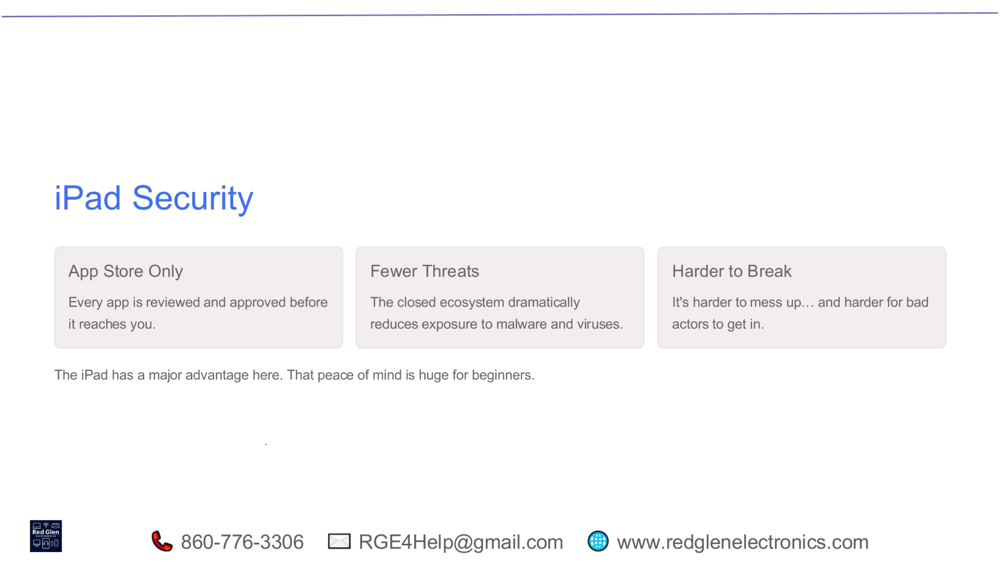 iPad Security
App Store Only
Every app is reviewed and approved before
it reaches you.
Fewer Threats
The closed ecosystem dramatically
reduces exposure to malware and viruses.
Harder to Break
It's harder to mess up… and harder for bad
actors to get in.
The iPad has a major advantage here. That peace of mind is huge for beginners.
.
Red Glen
ELECTRONICS
860-776-3306
RGE4Help@gmail.com
www.redglenelectronics.com